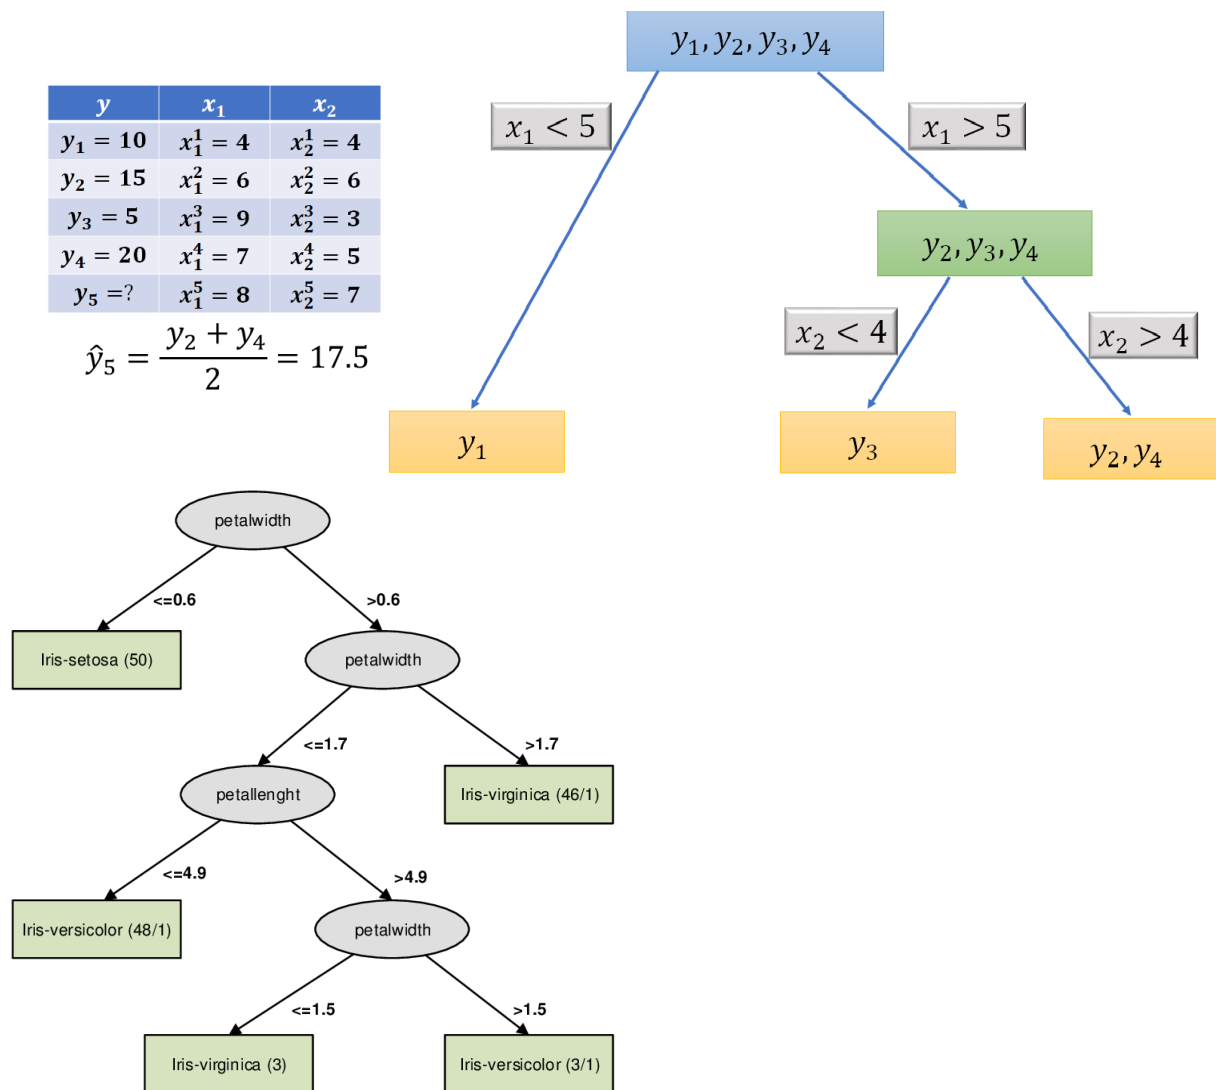 y₁, y₂, y₃, y₄
y x₁ x₂
y₁ = 10 x₁¹ = 4 x₂¹ = 4
y₂ = 15 x₁² = 6 x₂² = 6
y₃ = 5 x₁³ = 9 x₂³ = 3
y₄ = 20 x₁⁴ = 7 x₂⁴ = 5
y₅ =? x₁⁵ = 8 x₂⁵ = 7
ŷ₅ = (y₂ + y₄)/2 = 17.5
x₁ < 5 x₁ > 5
y₂, y₃, y₄
x₂ < 4 x₂ > 4
y₁ y₃ y₂, y₄
petalwidth
<=0.6 >0.6
Iris-setosa (50) petalwidth
<=1.7 >1.7
petallenght Iris-virginica (46/1)
<=4.9 >4.9
Iris-versicolor (48/1) petalwidth
<=1.5 >1.5
Iris-virginica (3) Iris-versicolor (3/1)